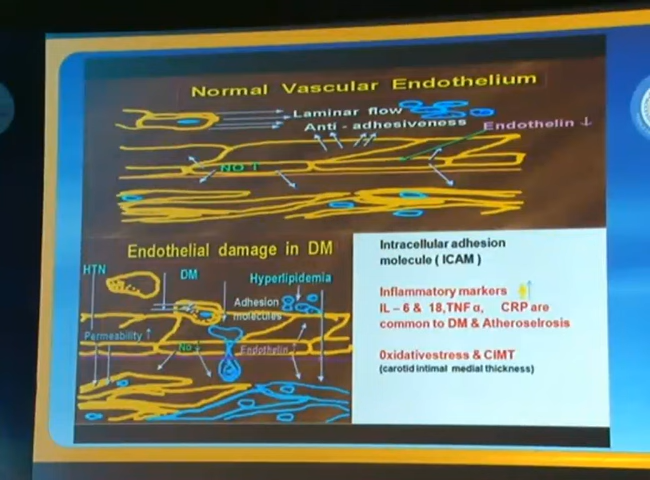 Normal Vascular Endothelium
Laminar flow
Anti - adhesiveness
Endothelin ↓
NO ↑
Endothelial damage in DM
HTN
DM
Hyperlipidemia
Adhesion
molecules
Permeability ↑
No ↓
Endothelin ↑
Intracellular adhesion
molecule ( ICAM )
Inflammatory markers ↑
IL – 6 & 18,TNF α, CRP are
common to DM & Atheroselrosis
Oxidativestress & CIMT
(carotid intimal medial thickness)